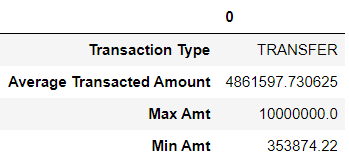 0
Transaction Type TRANSFER
Average Transacted Amount 4861597.730625
Max Amt 10000000.0
Min Amt 353874.22